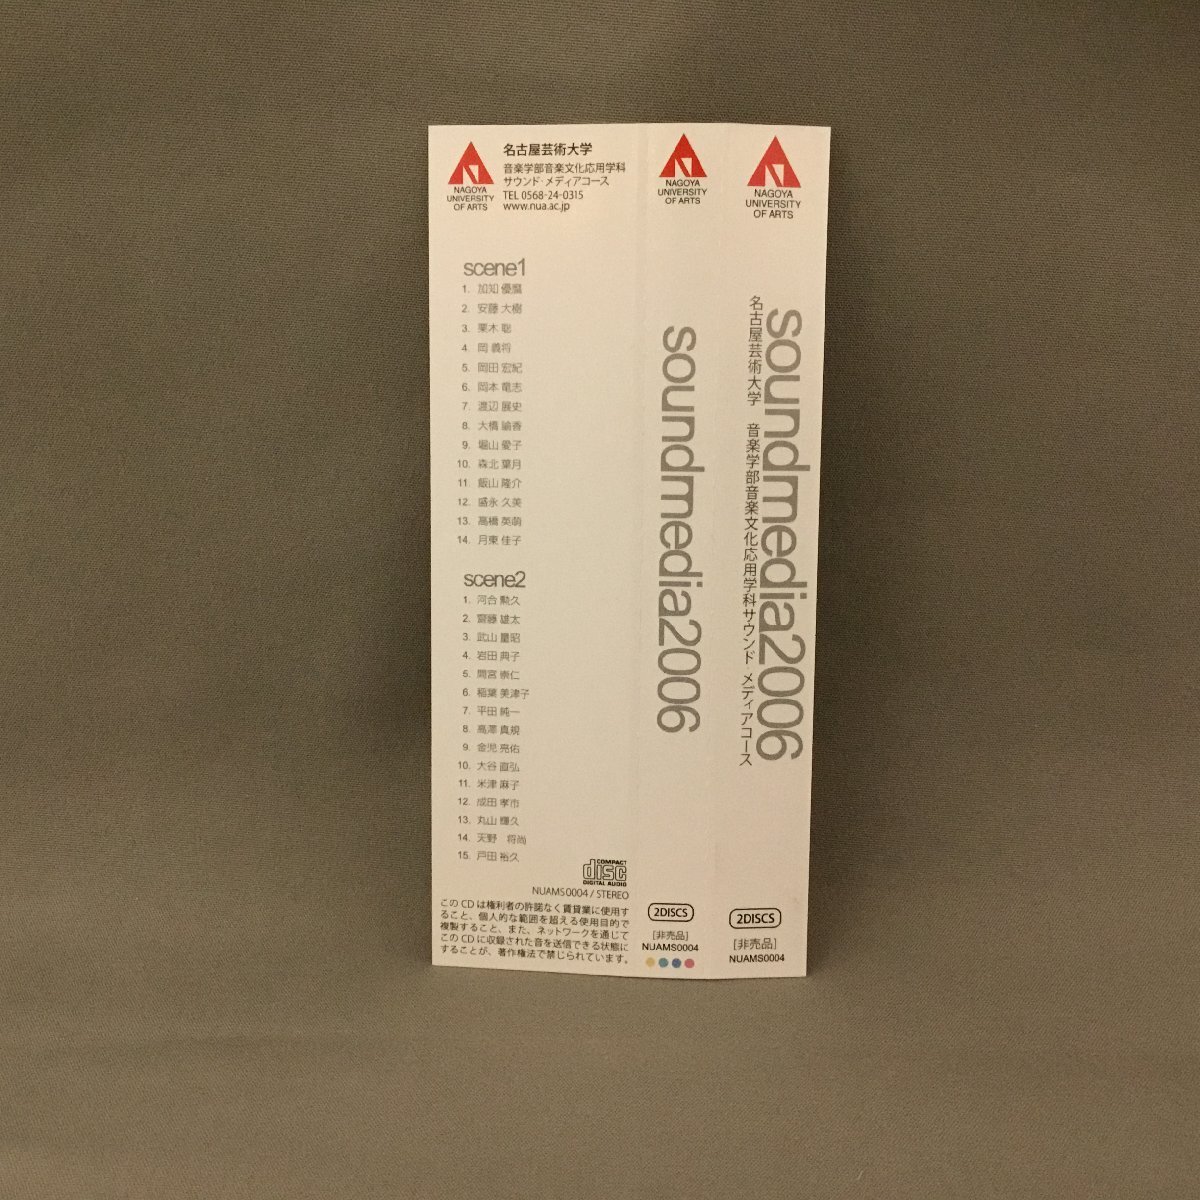 NAGOYA
UNIVERSITY
OF ARTS
名古屋芸術大学
音楽学部音楽文化応用学科
サウンド・メディアコース
TEL 0568-24-0315
www.nua.ac.jp
scene1
1. 加知 優
2. 安藤 大樹
3. 栗木 聡
4. 岡 義将
5. 岡田 宏紀
6. 岡本 竜志
7. 渡辺 展史
8. 大橋 諭香
9. 堀山 愛子
10. 森北 葉月
11. 飯山 隆介
12. 盛永 久美
13. 高橋 英萌
14. 月東 佳子
scene2
1. 河合 勲久
2. 齋藤 雄太
3. 武山 量昭
4. 岩田 典子
5. 間宮 崇仁
6. 稲葉 美津子
7. 平田 純一
8. 高澤 真規
9. 金児 亮佑
10. 大谷 直弘
11. 米津 麻子
12. 成田 孝市
13. 丸山 輝久
14. 天野 将尚
15. 戸田 裕久
COMPACT
disc
DIGITAL AUDIO
NUAMS0004 / STEREO
このCDは権利者の許諾なく賃貸業に使用す
ること、個人的な範囲を超える使用目的で
複製すること、また、ネットワークを通じて
このCDに収録された音を送信できる状態に
することが、著作権法で禁じられています。
NAGOYA
UNIVERSITY
OF ARTS
soundmedia2006
2DISCS
[非売品]
NUAMS0004
NAGOYA
UNIVERSITY
OF ARTS
soundmedia2006
名古屋芸術大学 音楽学部音楽文化応用学科サウンド・メディアコース
2DISCS
[非売品]
NUAMS0004